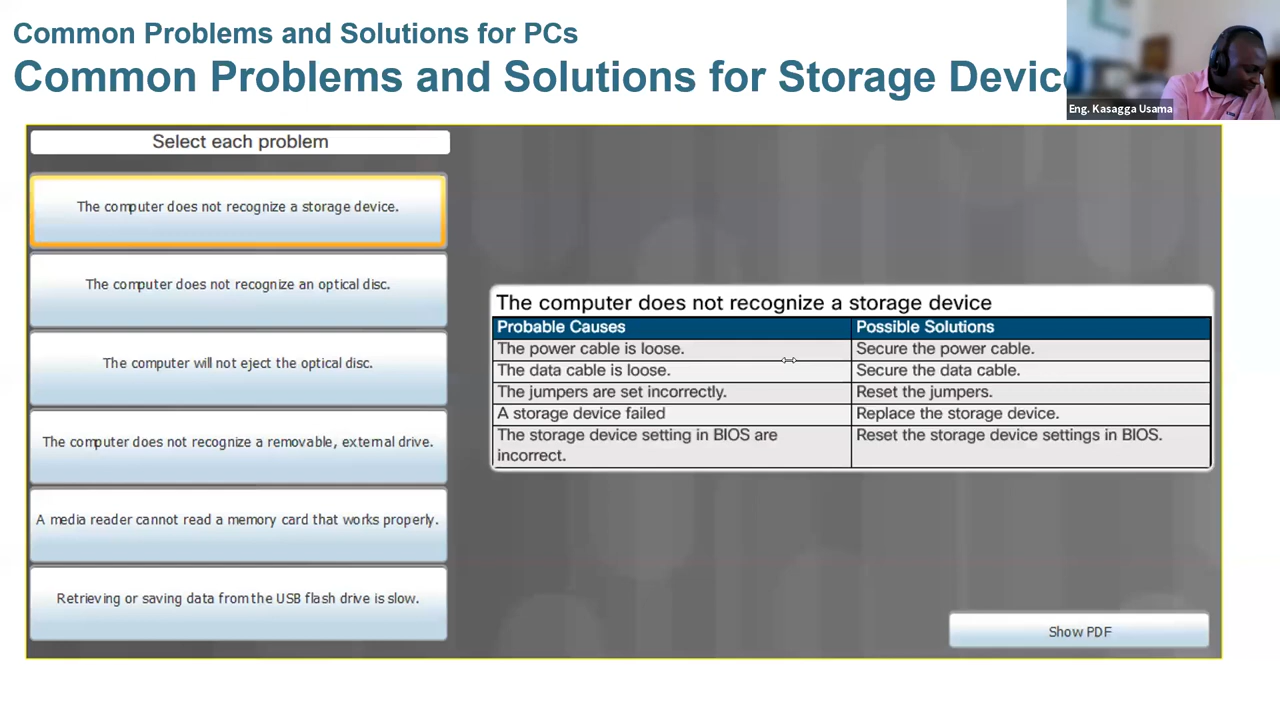 Common Problems and Solutions for PCs
Common Problems and Solutions for Storage Devic
Eng. Kasagga Usama
Select each problem
The computer does not recognize a storage device.
The computer does not recognize an optical disc.
The computer will not eject the optical disc.
The computer does not recognize a removable, external drive.
A media reader cannot read a memory card that works properly.
Retrieving or saving data from the USB flash drive is slow.
The computer does not recognize a storage device
Probable Causes Possible Solutions
The power cable is loose. Secure the power cable.
The data cable is loose. Secure the data cable.
The jumpers are set incorrectly. Reset the jumpers.
A storage device failed Replace the storage device.
The storage device setting in BIOS are Reset the storage device settings in BIOS.
incorrect.
Show PDF